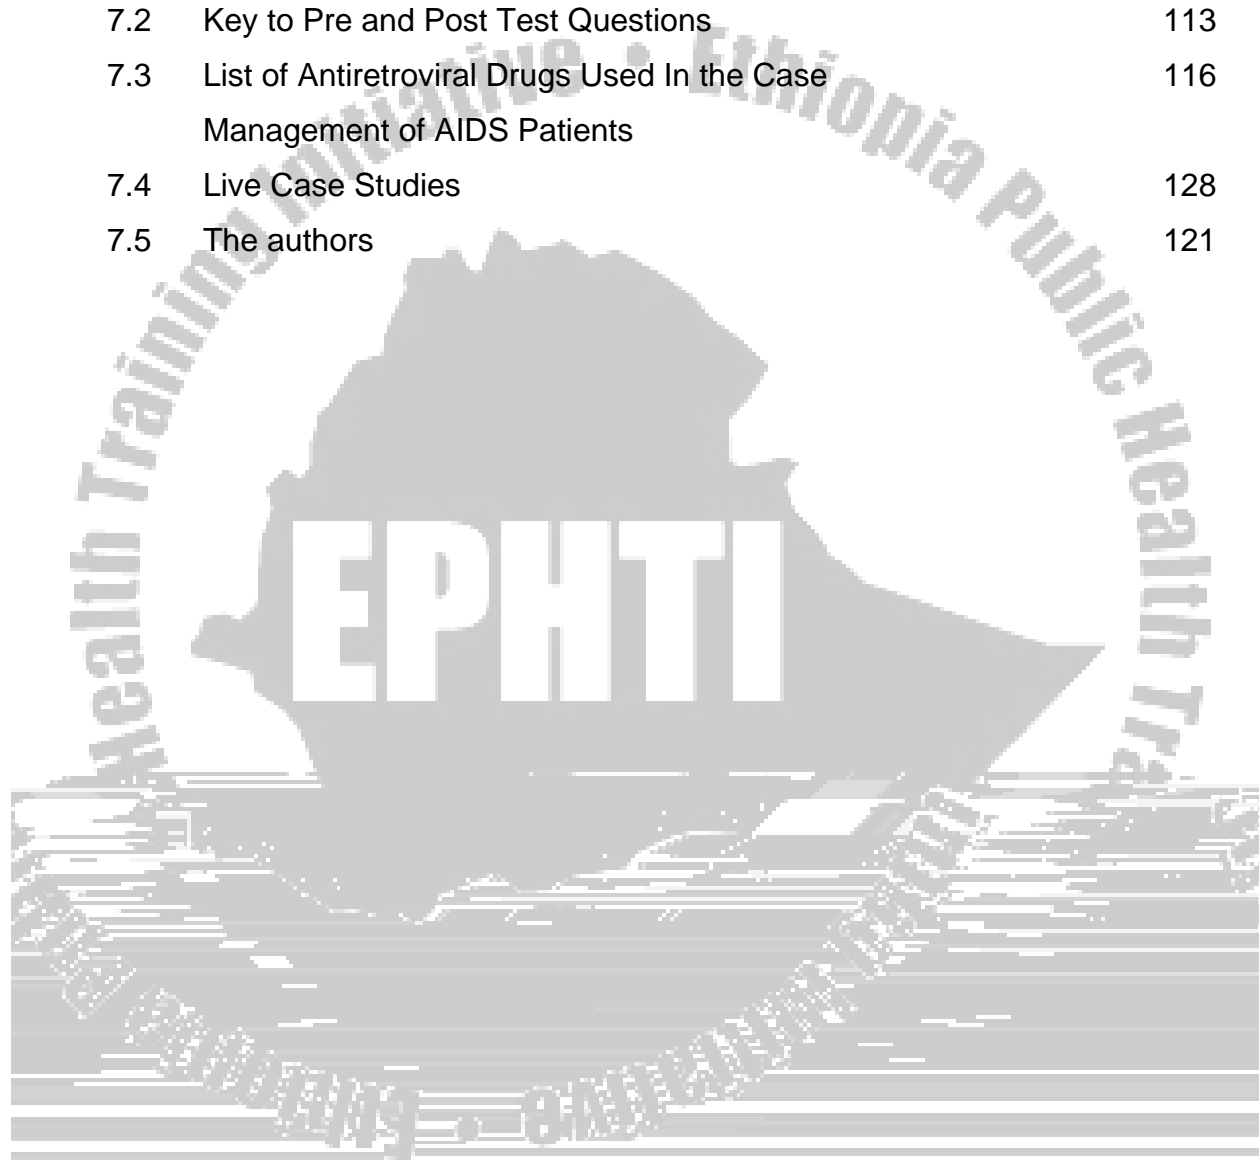 7.2 Key to Pre and Post Test Questions 113
7.3 List of Antiretroviral Drugs Used In the Case 116
Management of AIDS Patients
7.4 Live Case Studies 128
7.5 The authors 121
Health Training Initiative • Ethiopia Public Health Tra
EPHTI